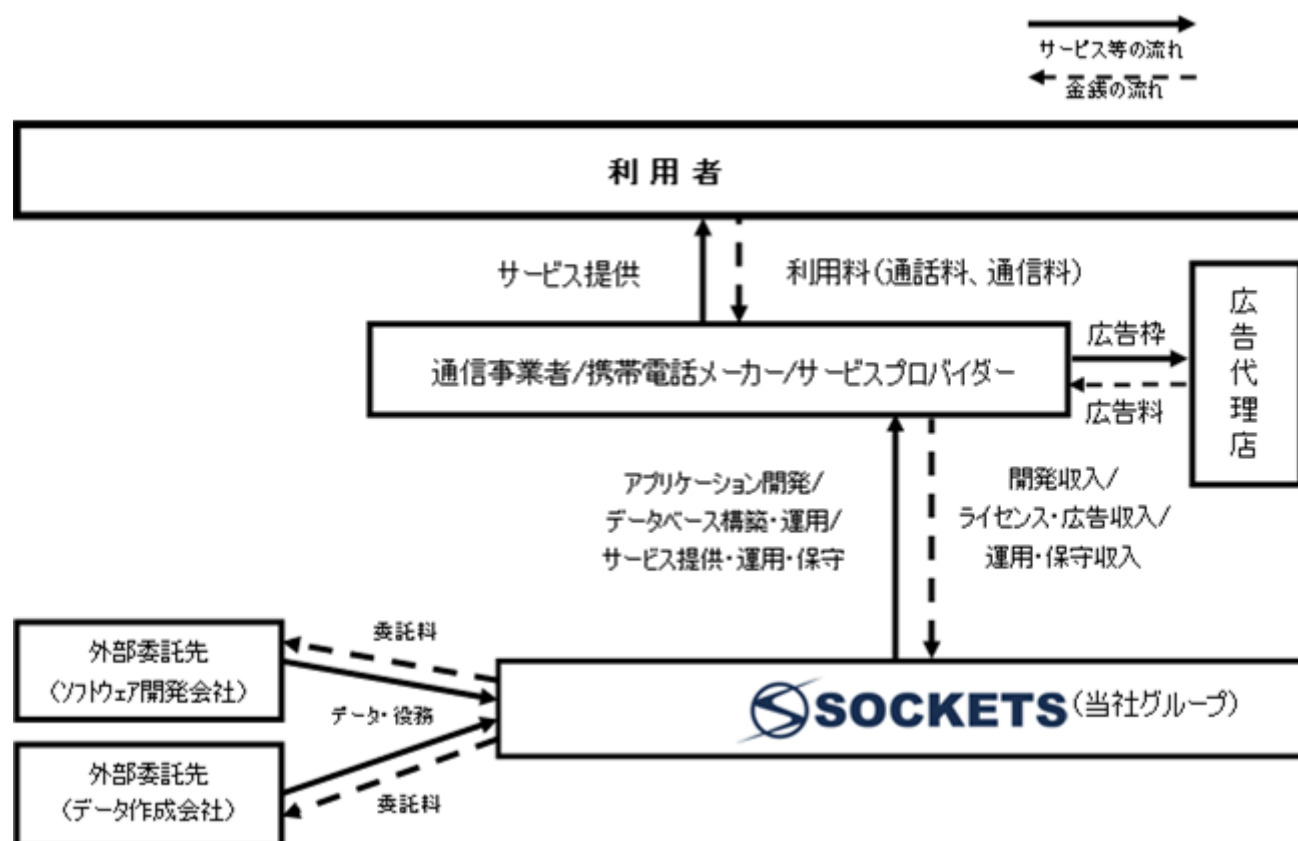 サービス等の流れ
金銭の流れ
利用者
サービス提供
利用料(通話料、通信料)
広告代理店
広告枠
通信事業者/携帯電話メーカー/サービスプロバイダー
広告料
アプリケーション開発/
データベース構築・運用/
サービス提供・運用・保守
開発収入/
ライセンス・広告収入/
運用・保守収入
外部委託先
(ソフトウェア開発会社)
委託料
データ・役務
SOCKETS(当社グループ)
外部委託先
(データ作成会社)
委託料